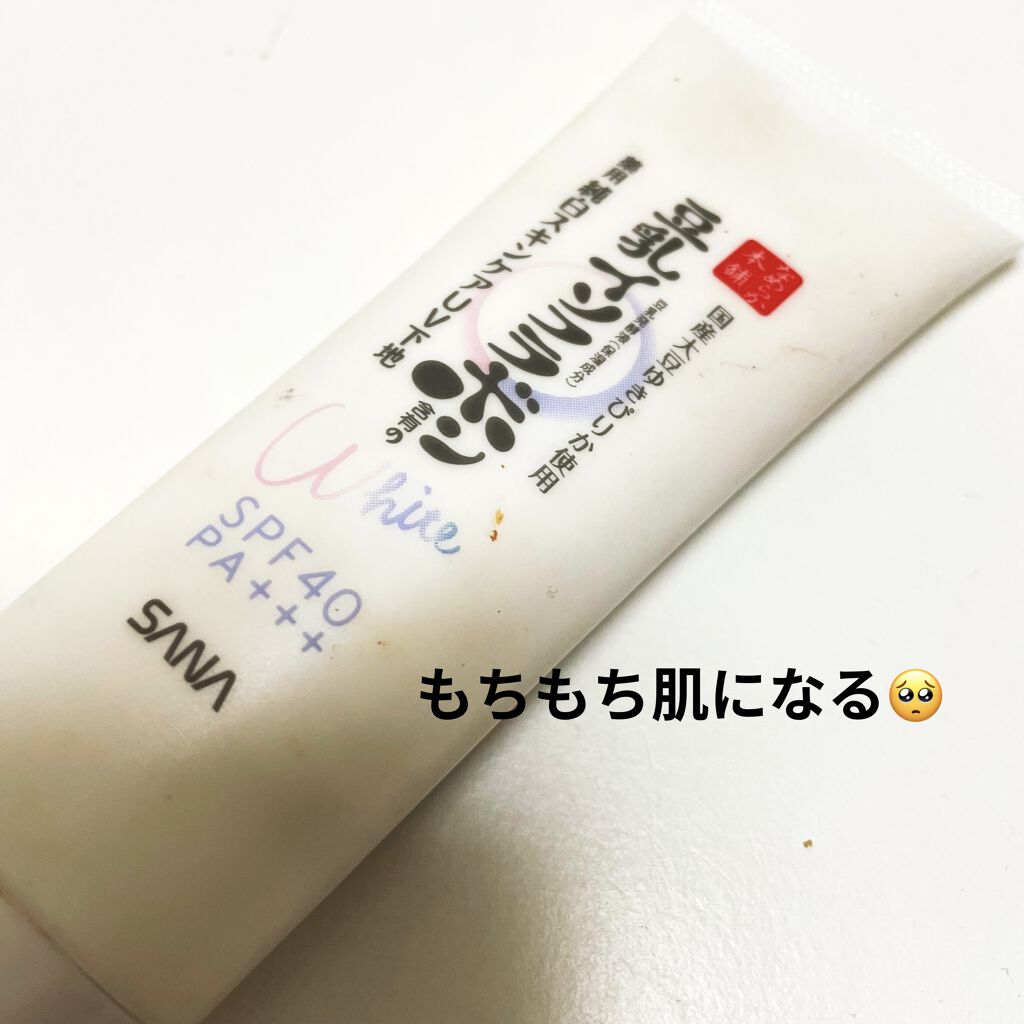 なめらか
本舗
国産大豆ゆきぴりか使用
豆乳発酵液(保湿成分)
豆乳イソフラボン含有の
薬用 純白スキンケアUV下地
White
SPF40
PA+++
SANA
もちもち肌になる🥺